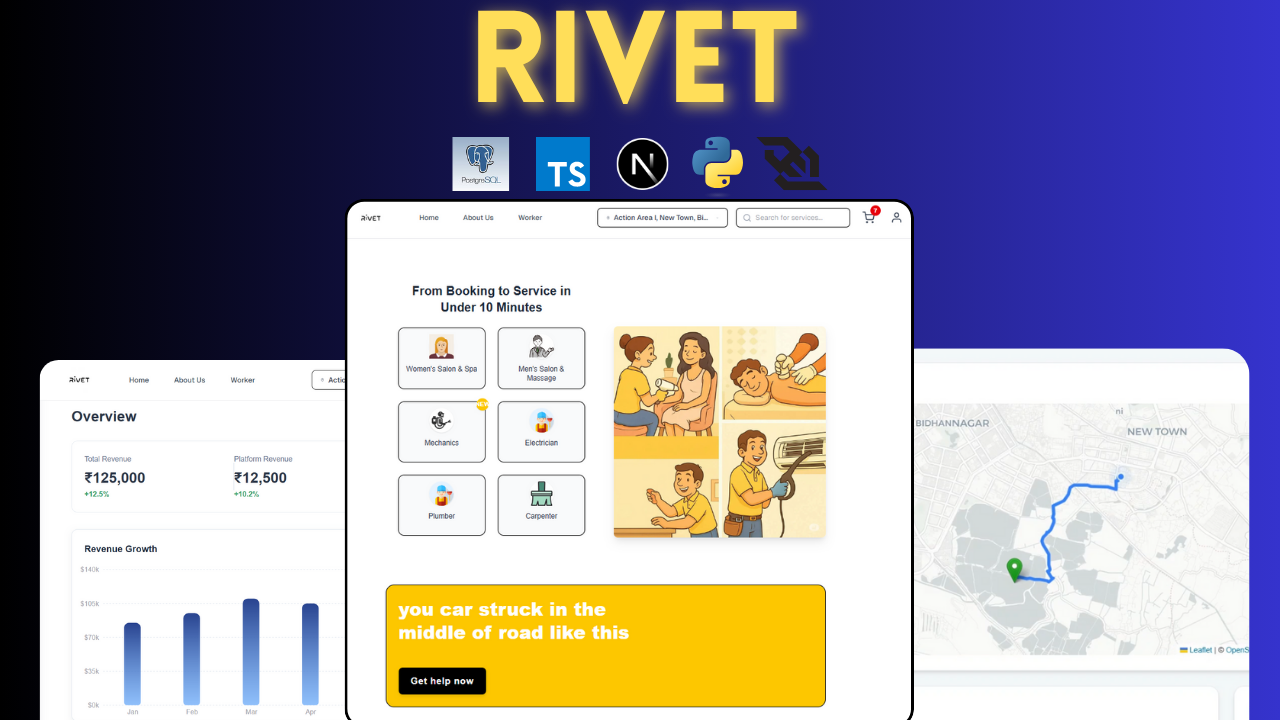 RIVET
PostgreSQL
TS
N
RIVET
Home
About Us
Worker
Action Area I, New Town, Bi...
Search for services...
?
From Booking to Service in
Under 10 Minutes
Women's Salon & Spa
Men's Salon &
Massage
Mechanics
Electrician
Plumber
Carpenter
you car struck in the
middle of road like this
Get help now
RIVET
Home
About Us
Worker
Actio
Overview
Total Revenue
₹125,000
+12.5%
Platform Revenue
₹12,500
+10.2%
Revenue Growth
$140k
$105k
$70k
$35k
$0k
Jan
Feb
Mar
Apr
ni
BIDHANNAGAR
NEW TOWN
Leaflet | © OpenS